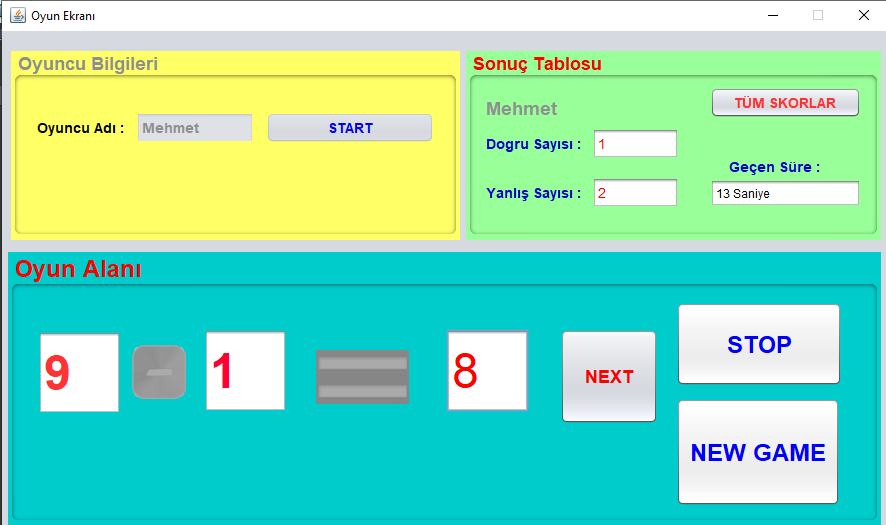 Oyun Ekranı
Oyuncu Bilgileri
Oyuncu Adı :
Mehmet
START
Sonuç Tablosu
Mehmet
TÜM SKORLAR
Dogru Sayısı :
1
Geçen Süre :
Yanlış Sayısı :
2
13 Saniye
Oyun Alanı
9 - 1 = 8
NEXT
STOP
NEW GAME